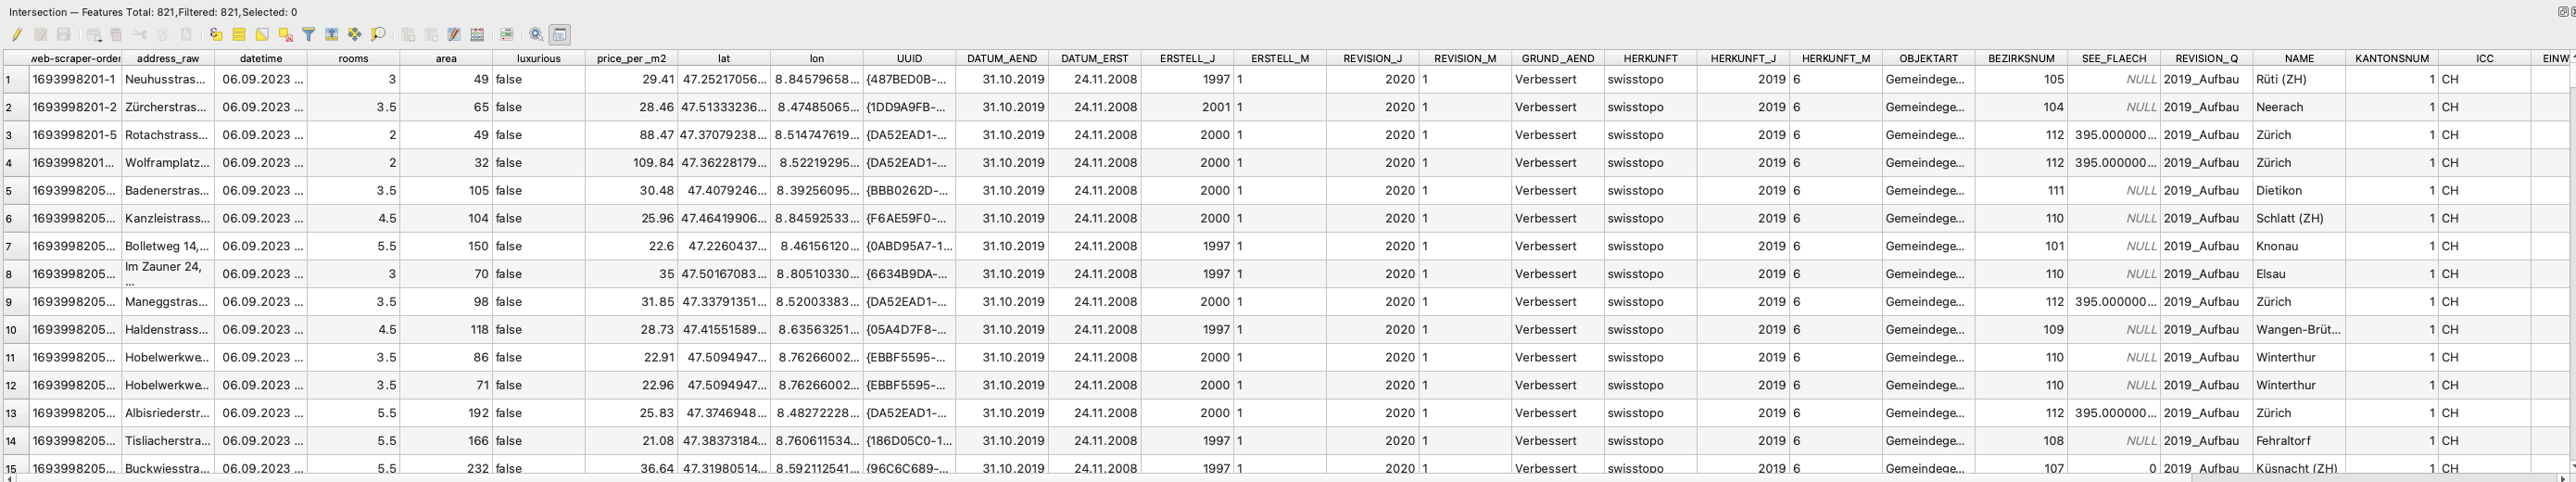 Intersection — Features Total: 821, Filtered: 821, Selected: 0
web-scraper-order address_raw datetime rooms area luxurious price_per_m2 lat lon UUID DATUM_AEND DATUM_ERST ERSTELL_J ERSTELL_M REVISION_J REVISION_M GRUND_AEND HERKUNFT HERKUNFT_J HERKUNFT_M OBJEKTART BEZIRKSNUM SEE_FLAECH REVISION_Q NAME KANTONSNUM ICC EINW
1 1693998201-1 Neuhusstras... 06.09.2023 ... 3 49 false 29.41 47.25217056... 8.84579658... {487BED0B-... 31.10.2019 24.11.2008 1997 1 2020 1 Verbessert swisstopo 2019 6 Gemeindege... 105 NULL 2019_Aufbau Rüti (ZH) 1 CH
2 1693998201-2 Zürcherstras... 06.09.2023 ... 3.5 65 false 28.46 47.51333236... 8.47485065... {1DD9A9FB-... 31.10.2019 24.11.2008 2001 1 2020 1 Verbessert swisstopo 2019 6 Gemeindege... 104 NULL 2019_Aufbau Neerach 1 CH
3 1693998201-5 Rotachstrass... 06.09.2023 ... 2 49 false 88.47 47.37079238... 8.514747619... {DA52EAD1-... 31.10.2019 24.11.2008 2000 1 2020 1 Verbessert swisstopo 2019 6 Gemeindege... 112 395.000000... 2019_Aufbau Zürich 1 CH
4 1693998201... Wolframplatz... 06.09.2023 ... 2 32 false 109.84 47.36228179... 8.52219295... {DA52EAD1-... 31.10.2019 24.11.2008 2000 1 2020 1 Verbessert swisstopo 2019 6 Gemeindege... 112 395.000000... 2019_Aufbau Zürich 1 CH
5 1693998205... Badenerstras... 06.09.2023 ... 3.5 105 false 30.48 47.4079246... 8.39256095... {BBB0262D-... 31.10.2019 24.11.2008 2000 1 2020 1 Verbessert swisstopo 2019 6 Gemeindege... 111 NULL 2019_Aufbau Dietikon 1 CH
6 1693998205... Kanzleistrass... 06.09.2023 ... 4.5 104 false 25.96 47.46419906... 8.84592533... {F6AE59F0-... 31.10.2019 24.11.2008 2000 1 2020 1 Verbessert swisstopo 2019 6 Gemeindege... 110 NULL 2019_Aufbau Schlatt (ZH) 1 CH
7 1693998205... Bolletweg 14,... 06.09.2023 ... 5.5 150 false 22.6 47.2260437... 8.46156120... {0ABD95A7-1... 31.10.2019 24.11.2008 1997 1 2020 1 Verbessert swisstopo 2019 6 Gemeindege... 101 NULL 2019_Aufbau Knonau 1 CH
8 1693998205... Im Zauner 24, ... 06.09.2023 ... 3 70 false 35 47.50167083... 8.80510330... {6634B9DA-... 31.10.2019 24.11.2008 1997 1 2020 1 Verbessert swisstopo 2019 6 Gemeindege... 110 NULL 2019_Aufbau Elsau 1 CH
9 1693998205... Maneggstras... 06.09.2023 ... 3.5 98 false 31.85 47.33791351... 8.52003383... {DA52EAD1-... 31.10.2019 24.11.2008 2000 1 2020 1 Verbessert swisstopo 2019 6 Gemeindege... 112 395.000000... 2019_Aufbau Zürich 1 CH
10 1693998205... Haldenstrass... 06.09.2023 ... 4.5 118 false 28.73 47.41551589... 8.63563251... {05A4D7F8-... 31.10.2019 24.11.2008 1997 1 2020 1 Verbessert swisstopo 2019 6 Gemeindege... 109 NULL 2019_Aufbau Wangen-Brüt... 1 CH
11 1693998205... Hobelwerkwe... 06.09.2023 ... 3.5 86 false 22.91 47.5094947... 8.76266002... {EBBF5595-... 31.10.2019 24.11.2008 2000 1 2020 1 Verbessert swisstopo 2019 6 Gemeindege... 110 NULL 2019_Aufbau Winterthur 1 CH
12 1693998205... Hobelwerkwe... 06.09.2023 ... 3.5 71 false 22.96 47.5094947... 8.76266002... {EBBF5595-... 31.10.2019 24.11.2008 2000 1 2020 1 Verbessert swisstopo 2019 6 Gemeindege... 110 NULL 2019_Aufbau Winterthur 1 CH
13 1693998205... Albisriederstr... 06.09.2023 ... 5.5 192 false 25.83 47.3746948... 8.48272228... {DA52EAD1-... 31.10.2019 24.11.2008 2000 1 2020 1 Verbessert swisstopo 2019 6 Gemeindege... 112 395.000000... 2019_Aufbau Zürich 1 CH
14 1693998205... Tisliacherstra... 06.09.2023 ... 5.5 166 false 21.08 47.38373184... 8.760611534... {186D05C0-1... 31.10.2019 24.11.2008 1997 1 2020 1 Verbessert swisstopo 2019 6 Gemeindege... 108 NULL 2019_Aufbau Fehraltorf 1 CH
15 1693998205... Buckwiesstra... 06.09.2023 ... 5.5 232 false 36.64 47.31980514... 8.592112541... {96C6C689-... 31.10.2019 24.11.2008 1997 1 2020 1 Verbessert swisstopo 2019 6 Gemeindege... 107 0 2019_Aufbau Küsnacht (ZH) 1 CH